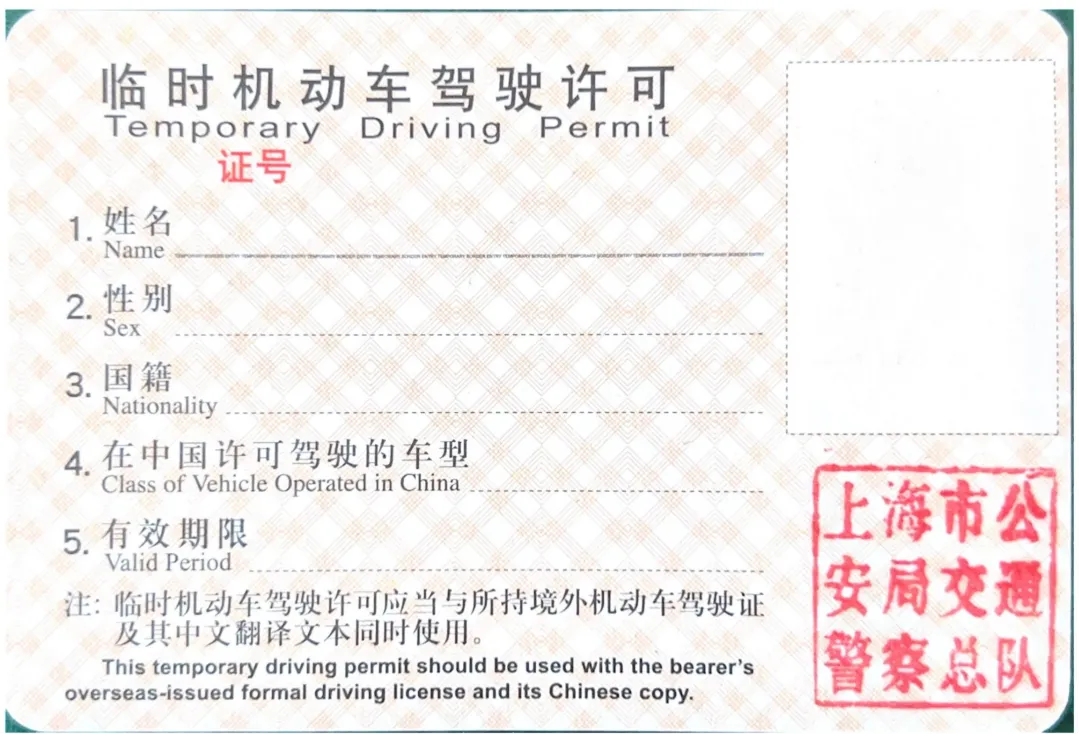 临时机动车驾驶许可
Temporary Driving Permit
证号
1. 姓名
Name
2. 性别
Sex
3. 国籍
Nationality
4. 在中国许可驾驶的车型
Class of Vehicle Operated in China
5. 有效期限
Valid Period
注: 临时机动车驾驶许可应当与所持境外机动车驾驶证
及其中文翻译文本同时使用。
This temporary driving permit should be used with the bearer's
overseas-issued formal driving license and its Chinese copy.
上海市公
安局交通
警察总队